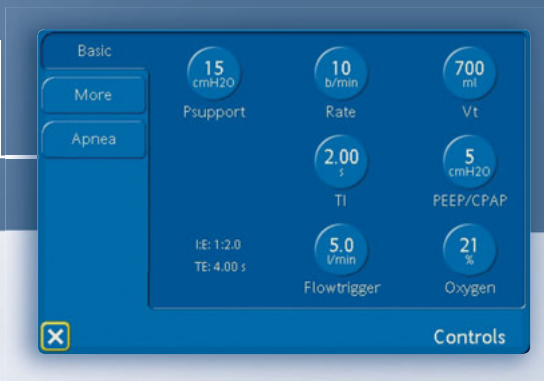 Basic
More
Apnea
15
cmH2O
Psupport
10
b/min
Rate
700
ml
Vt
2.00
s
TI
5
cmH2O
PEEP/CPAP
I:E: 1:2.0
TE: 4.00 s
5.0
l/min
Flowtrigger
21
%
Oxygen
Controls